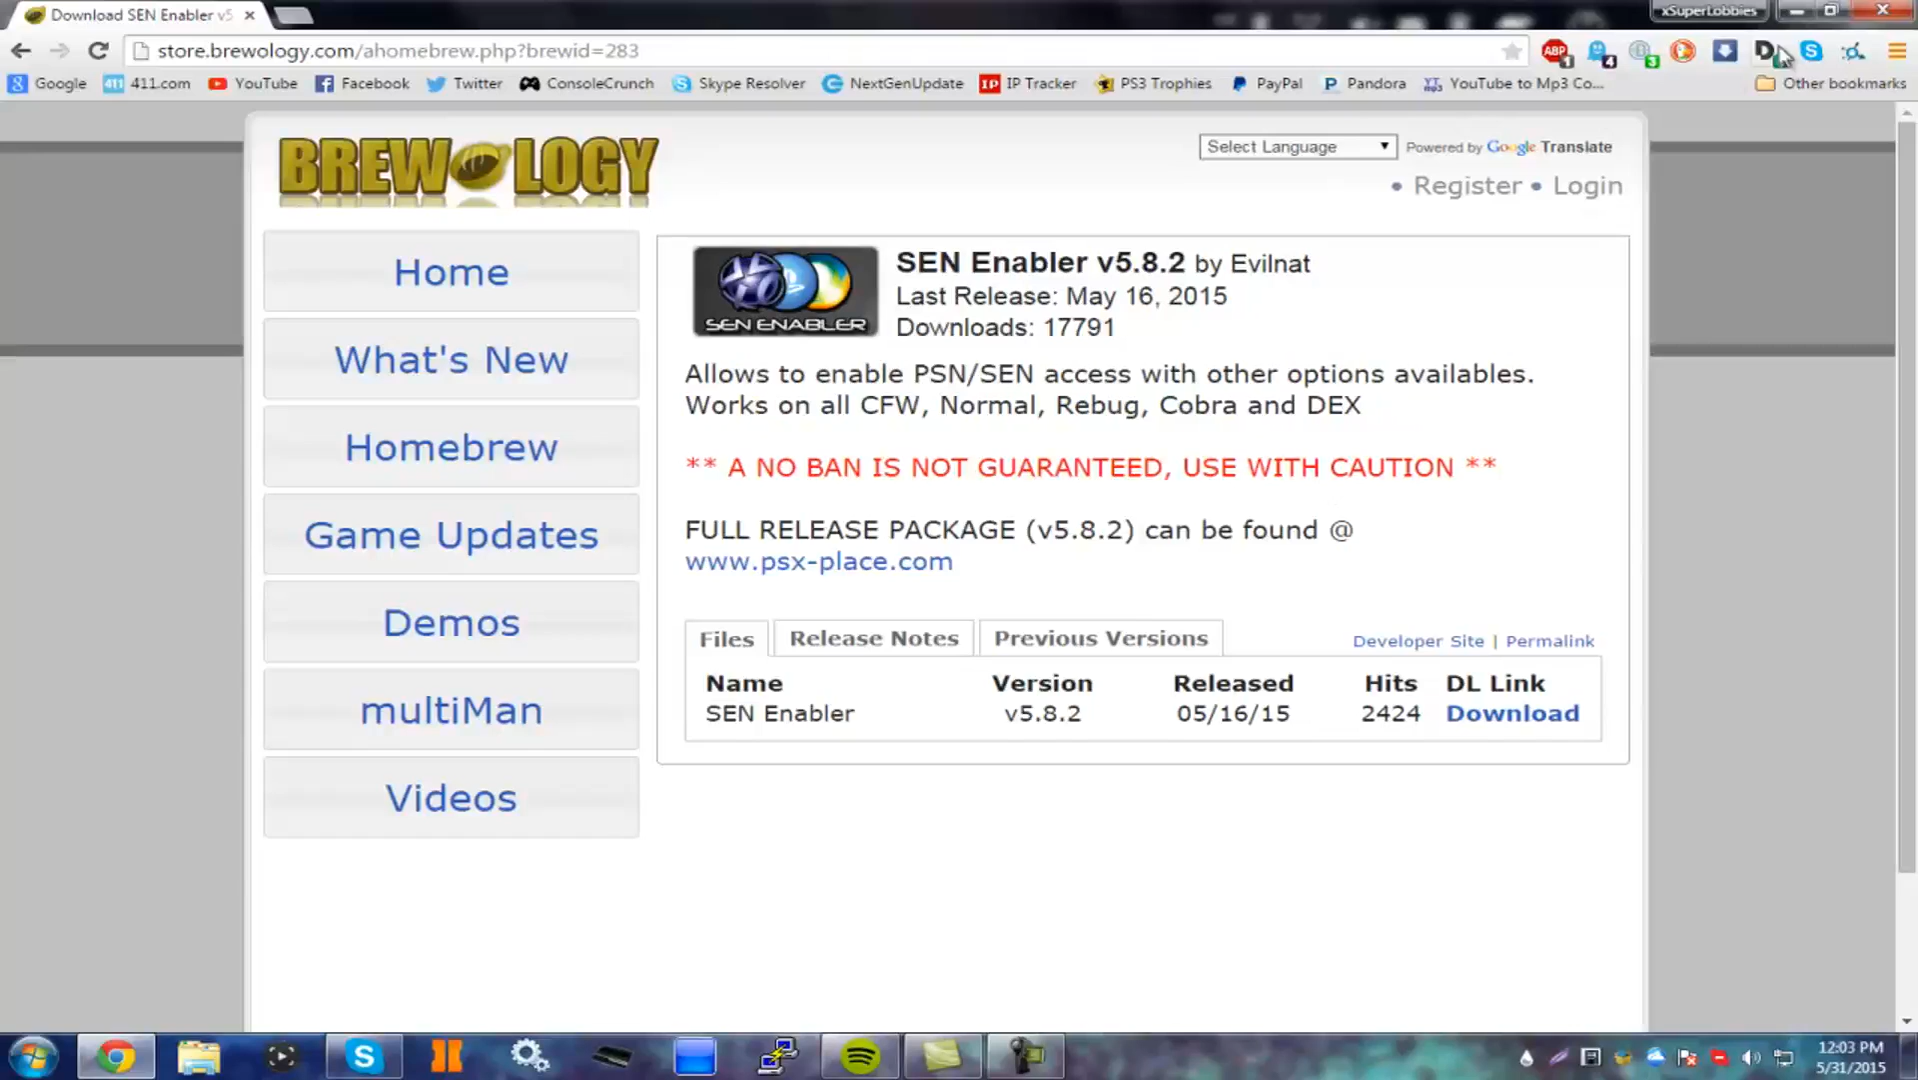 Download SEN Enabler v5
xSuperLobbies
store.brewology.com/ahomebrew.php?brewid=283
ABP 1 4 3
Google 411.com YouTube Facebook Twitter ConsoleCrunch Skype Resolver NextGenUpdate IP IP Tracker PS3 Trophies PayPal Pandora YouTube to Mp3 Co... Other bookmarks
BREWOLOGY
Select Language Powered by Google Translate
• Register • Login
Home
What's New
Homebrew
Game Updates
Demos
multiMan
Videos
SEN ENABLER
SEN Enabler v5.8.2 by Evilnat
Last Release: May 16, 2015
Downloads: 17791
Allows to enable PSN/SEN access with other options availables.
Works on all CFW, Normal, Rebug, Cobra and DEX
** A NO BAN IS NOT GUARANTEED, USE WITH CAUTION **
FULL RELEASE PACKAGE (v5.8.2) can be found @
www.psx-place.com
Files Release Notes Previous Versions Developer Site | Permalink
Name Version Released Hits DL Link
SEN Enabler v5.8.2 05/16/15 2424 Download
12:03 PM
5/31/2015